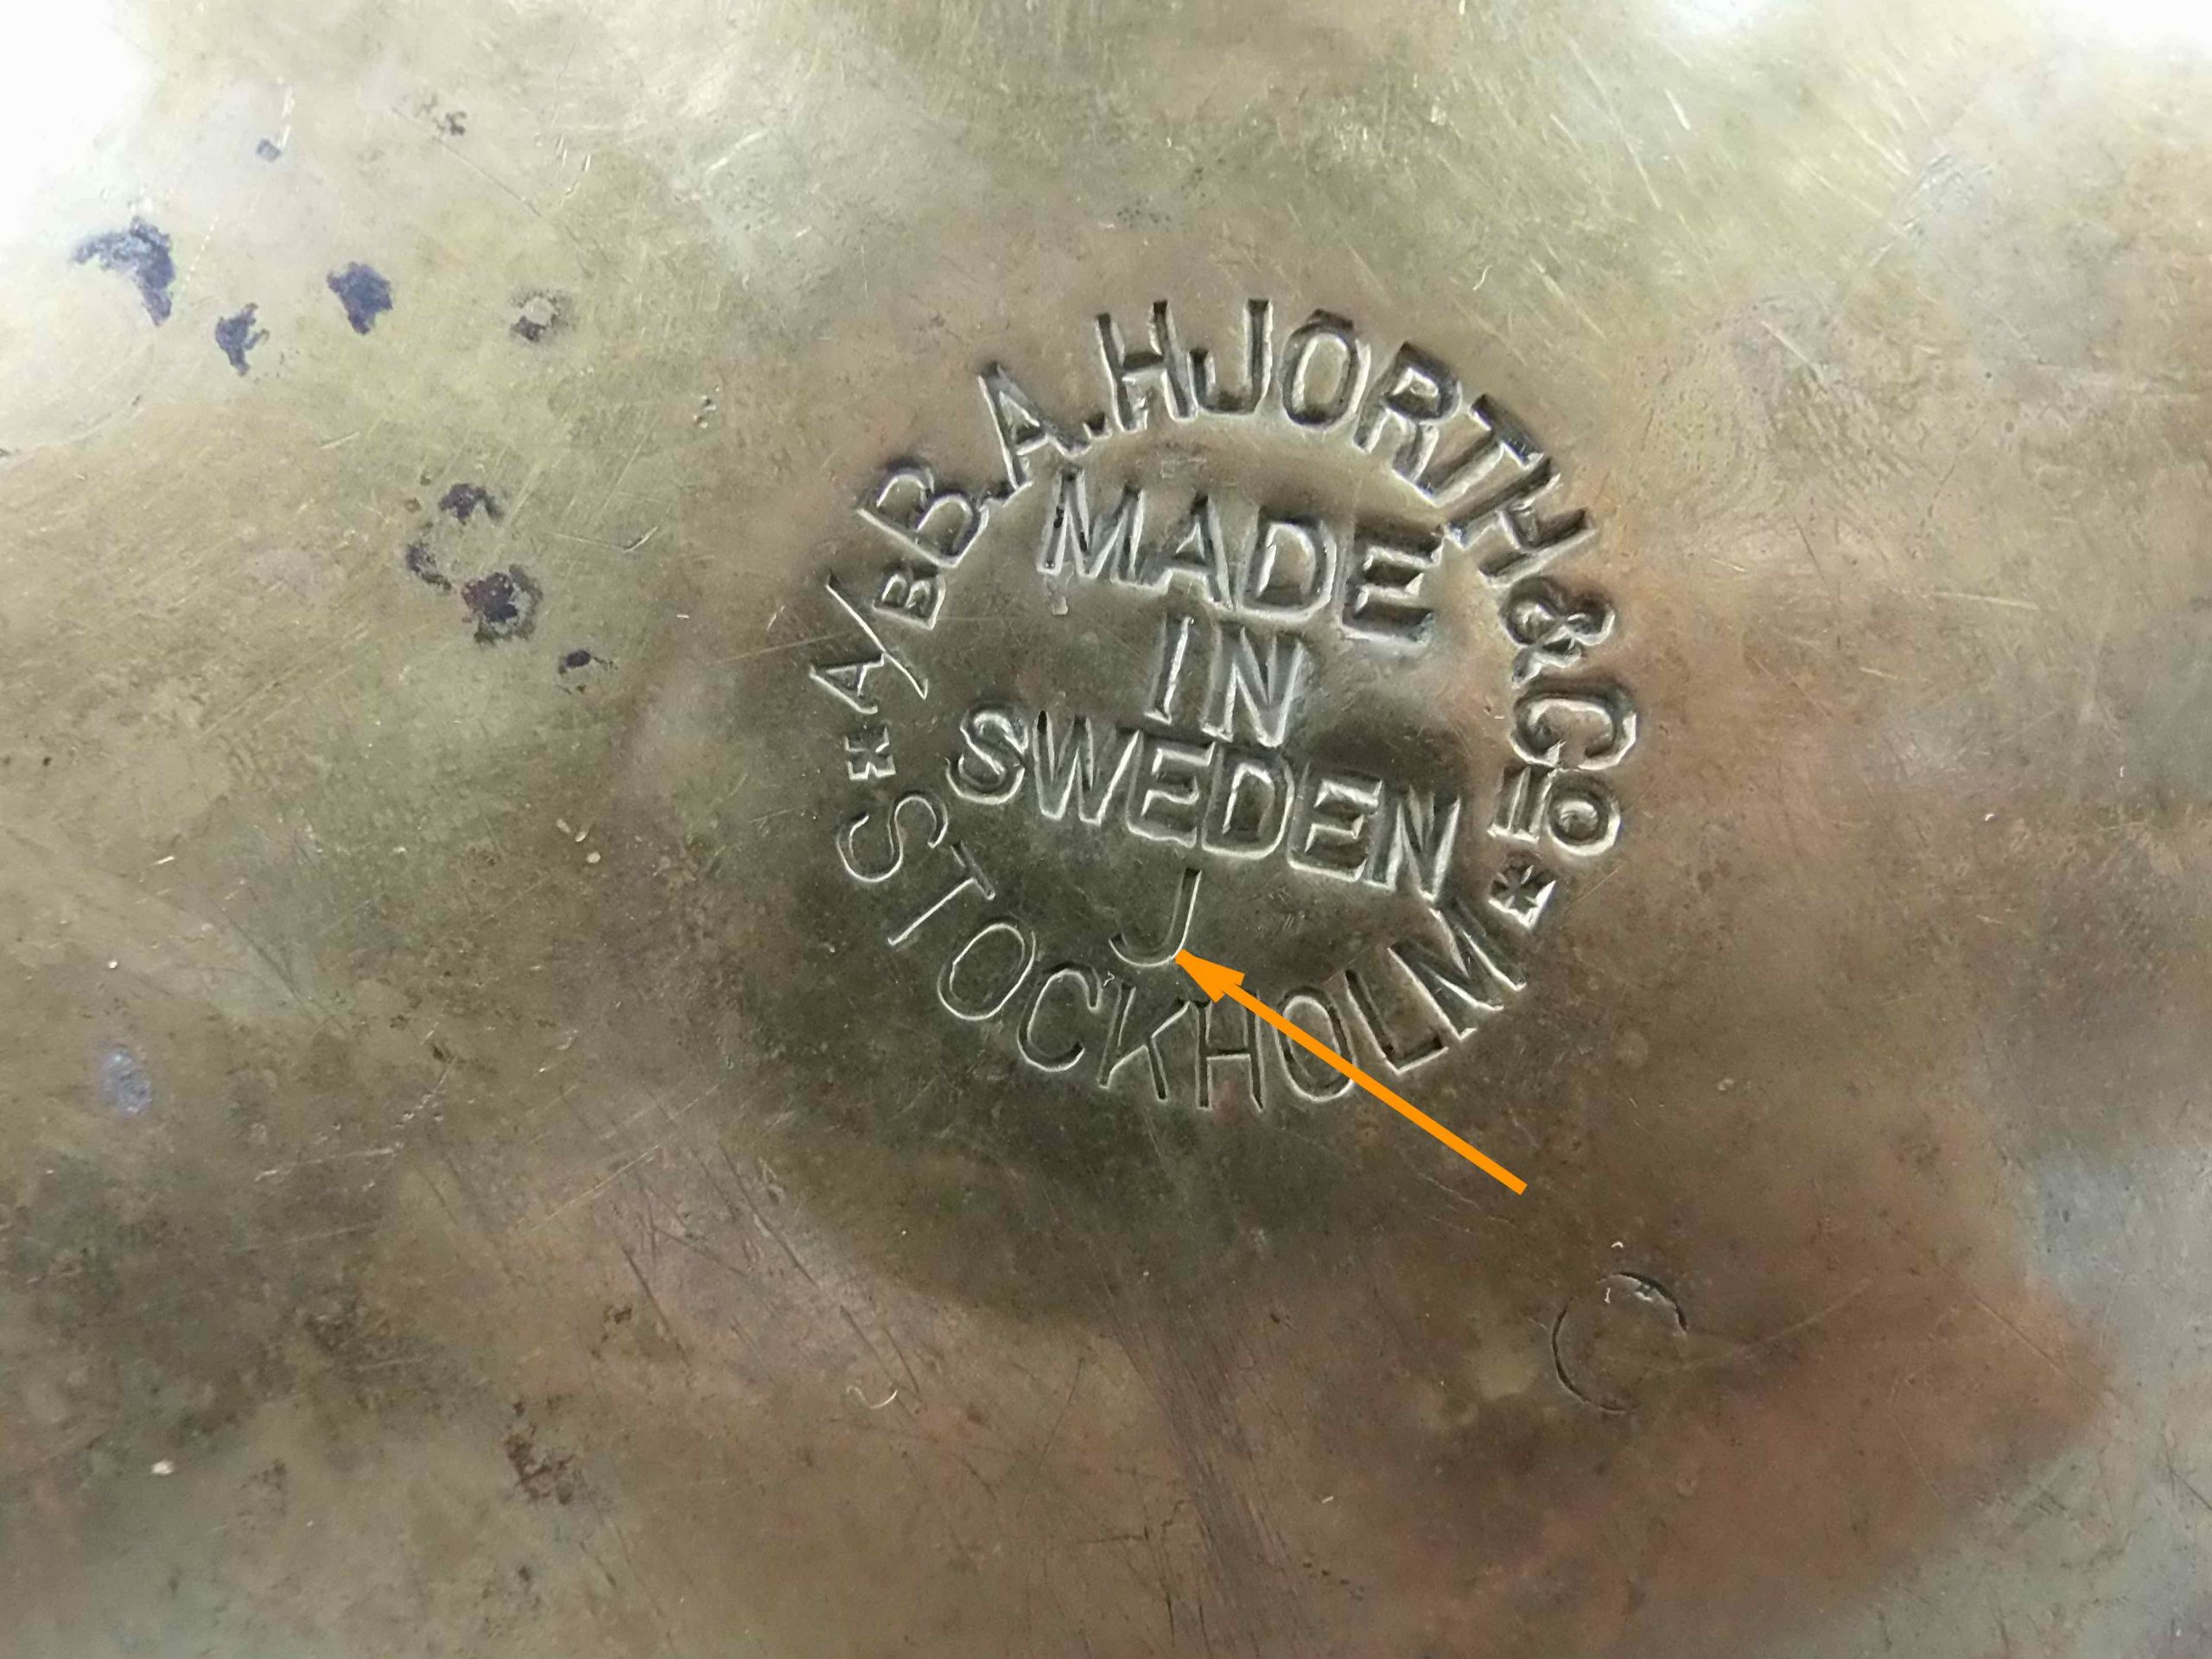 * A/B B.A. HJORTH & Co *
MADE
IN
SWEDEN
J
STOCKHOLM